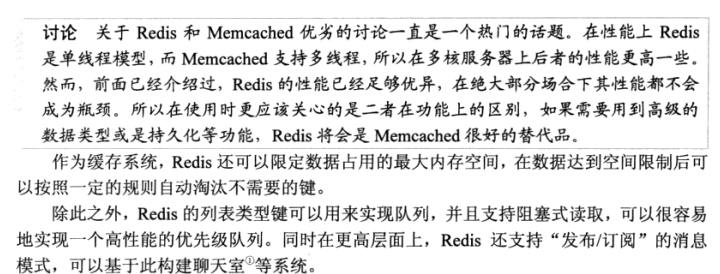 讨论 关于 Redis 和 Memcached 优劣的讨论一直是一个热门的话题。在性能上 Redis
是单线程模型,而 Memcached 支持多线程,所以在多核服务器上后者的性能更高一些。
然而,前面已经介绍过,Redis 的性能已经足够优异,在绝大部分场合下其性能都不会
成为瓶颈。所以在使用时更应该关心的是二者在功能上的区别,如果需要用到高级的
数据类型或是持久化等功能,Redis 将会是 Memcached 很好的替代品。
作为缓存系统,Redis 还可以限定数据占用的最大内存空间,在数据达到空间限制后可
以按照一定的规则自动淘汰不需要的键。
除此之外,Redis 的列表类型键可以用来实现队列,并且支持阻塞式读取,可以很容易
地实现一个高性能的优先级队列。同时在更高层面上,Redis 还支持“发布/订阅”的消息
模式,可以基于此构建聊天室①等系统。